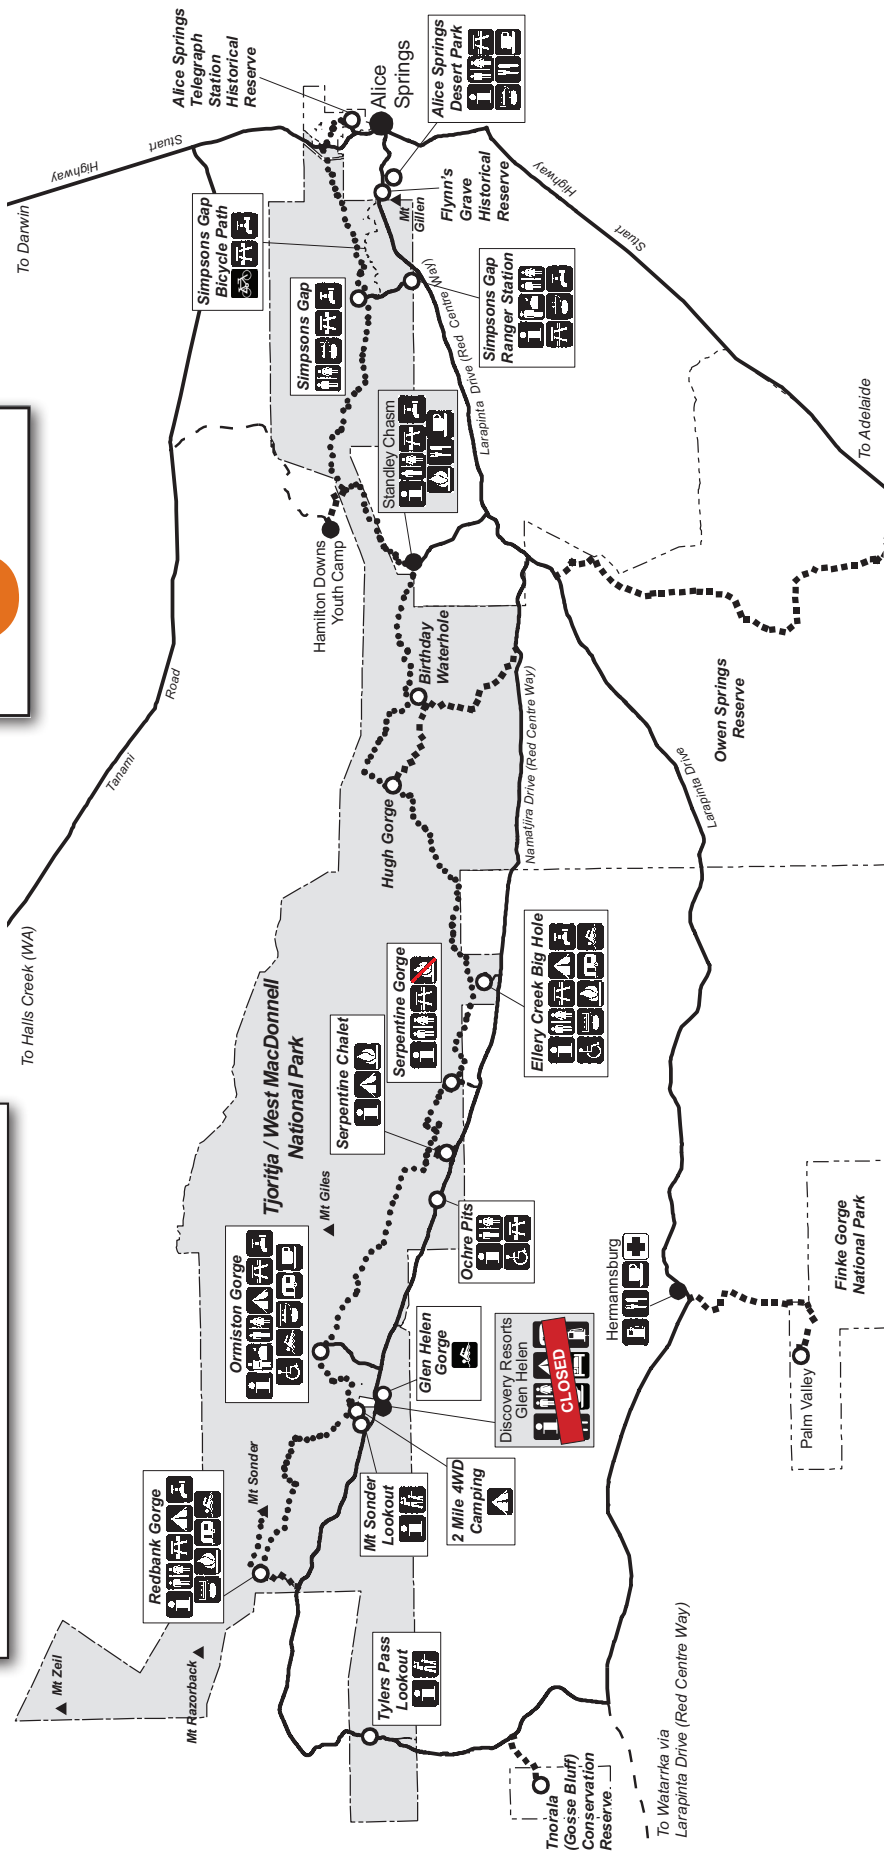 To Darwin
Stuart
Highway
Alice Springs
Telegraph
Station
Historical
Reserve
Alice
Springs
Alice Springs
Desert Park
Flynn's
Grave
Historical
Reserve
Mt
Gillen
Highway
Stuart
To Adelaide
Simpsons Gap
Bicycle Path
Simpsons Gap
Simpsons Gap
Ranger Station
Larapinta Drive (Red Centre Way)
Standley Chasm
Hamilton Downs
Youth Camp
Tanami
Road
To Halls Creek (WA)
Birthday
Waterhole
Hugh Gorge
Namatjira Drive (Red Centre Way)
Owen Springs
Reserve
Larapinta Drive
Tjoritja / West MacDonnell
National Park
Serpentine Gorge
Serpentine Chalet
Ellery Creek Big Hole
Mt Giles
Ochre Pits
Ormiston Gorge
Glen Helen
Gorge
Discovery Resorts
Glen Helen
CLOSED
Hermannsburg
Palm Valley
Finke Gorge
National Park
Mt Sonder
Redbank Gorge
Mt Sonder
Lookout
2 Mile 4WD
Camping
Mt Zeil
Mt Razorback
Tylers Pass
Lookout
Tnorala
(Gosse Bluff)
Conservation
Reserve
To Watarrka via
Larapinta Drive (Red Centre Way)